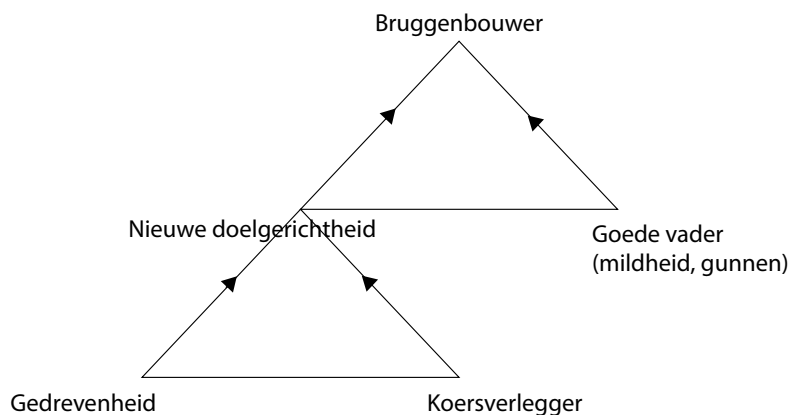 Bruggenbouwer
Nieuwe doelgerichtheid
Goede vader
(mildheid, gunnen)
Gedrevenheid
Koersverlegger